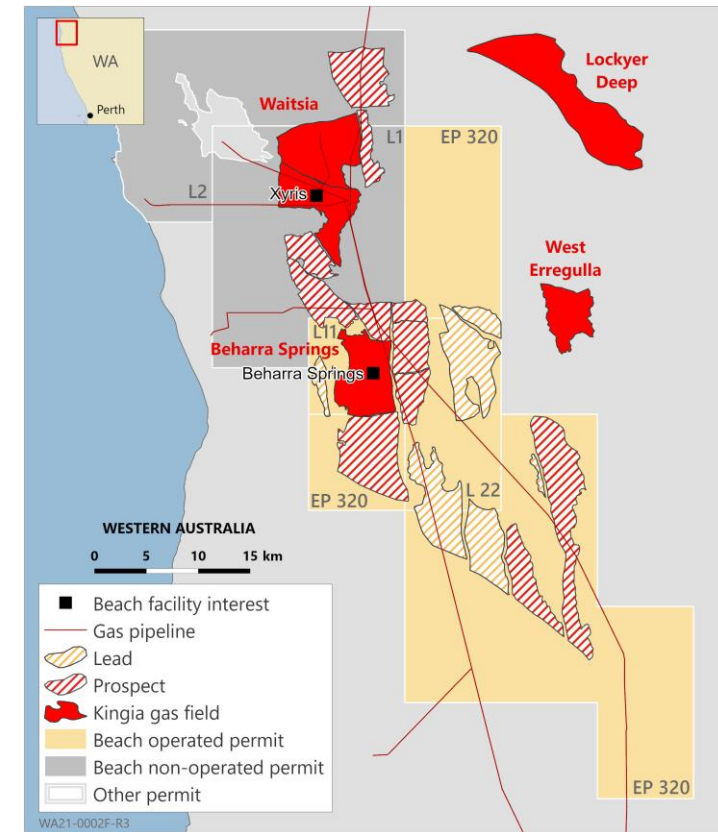 WA
Perth
Lockyer
Deep
Waitsia
L1
EP 320
L2
Xyris
West
Erregulla
L11
Beharra Springs
Beharra Springs
EP 320
L 22
WESTERN AUSTRALIA
0 5 10 15 km
Beach facility interest
Gas pipeline
Lead
Prospect
Kingia gas field
Beach operated permit
Beach non-operated permit
Other permit
EP 320
WA21-0002F-R3